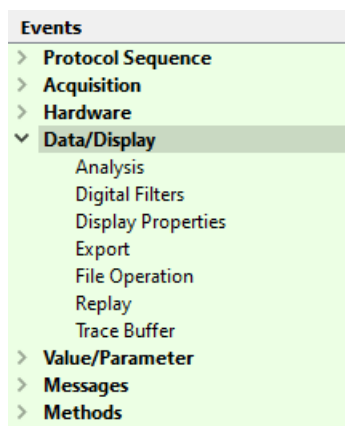 Events
Protocol Sequence
Acquisition
Hardware
Data/Display
Analysis
Digital Filters
Display Properties
Export
File Operation
Replay
Trace Buffer
Value/Parameter
Messages
Methods